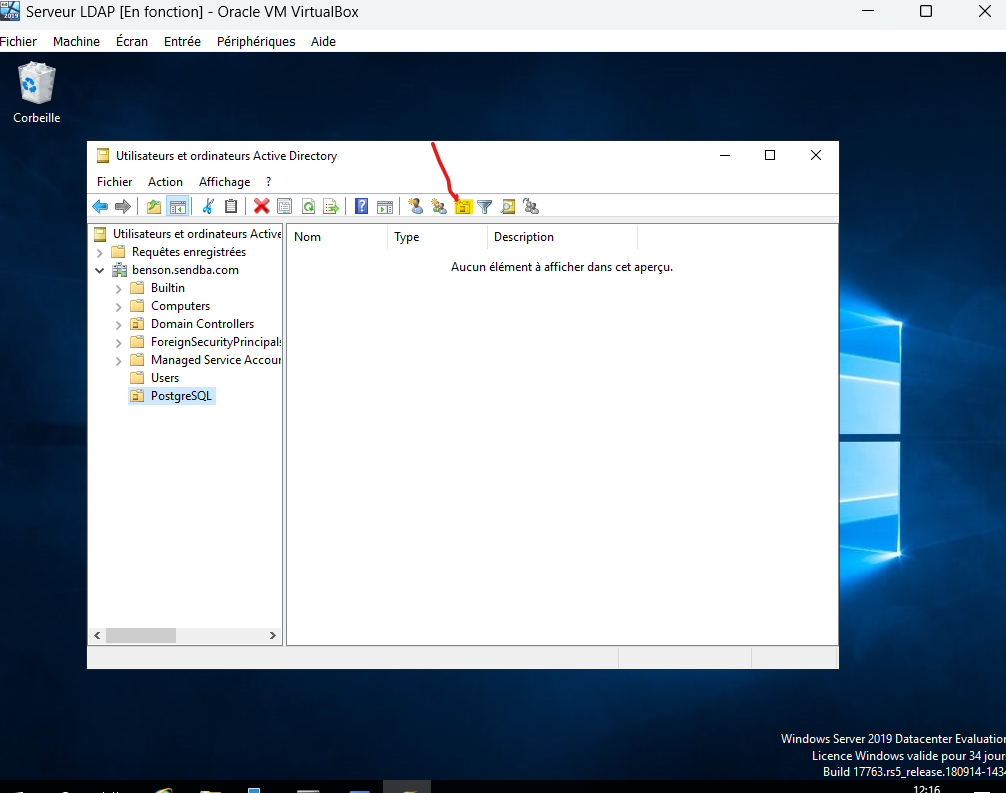 Serveur LDAP [En fonction] - Oracle VM VirtualBox
Fichier Machine Écran Entrée Périphériques Aide
Corbeille
Utilisateurs et ordinateurs Active Directory
Fichier Action Affichage ?
Utilisateurs et ordinateurs Active
Requêtes enregistrées
benson.sendba.com
Builtin
Computers
Domain Controllers
ForeignSecurityPrincipals
Managed Service Accour
Users
PostgreSQL
Nom Type Description
Aucun élément à afficher dans cet aperçu.
Windows Server 2019 Datacenter Evaluation
Licence Windows valide pour 34 jour
Build 17763.rs5_release.180914-1434
12:16